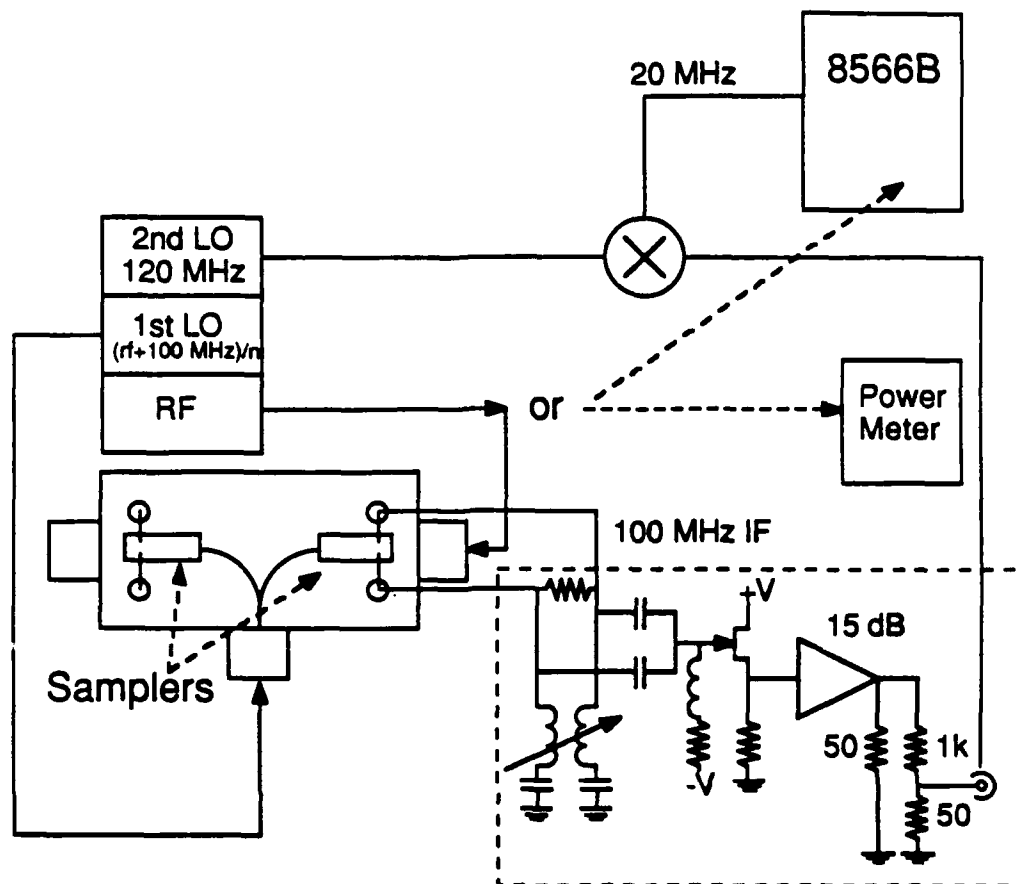 8566B
20 MHz
2nd LO
120 MHz
1st LO
(rf+100 MHz)/n
RF
or
Power
Meter
100 MHz IF
+V
15 dB
Samplers
50
1k
-V
50